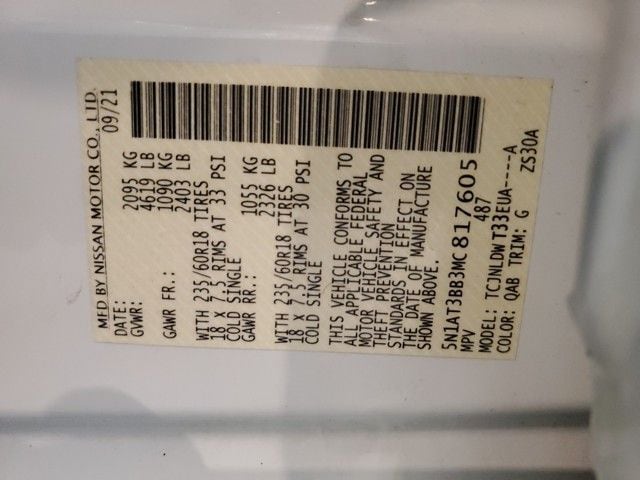 MFD BY NISSAN MOTOR CO., LTD.
DATE: 09/21
GVWR: 2095 KG
4619 LB
GAWR FR.: 1090 KG
2403 LB
WITH 235/60R18 TIRES
18 X 7.5 RIMS AT 33 PSI
COLD SINGLE
GAWR RR.: 1055 KG
2326 LB
WITH 235/60R18 TIRES
18 X 7.5 RIMS AT 30 PSI
COLD SINGLE
THIS VEHICLE CONFORMS TO
ALL APPLICABLE FEDERAL
MOTOR VEHICLE SAFETY AND
THEFT PREVENTION
STANDARDS IN EFFECT ON
THE DATE OF MANUFACTURE
SHOWN ABOVE.
5N1AT3BB3MC817605
MPV 487
MODEL: TCJNLDW T33EUA----A
COLOR: QAB TRIM: G ZS30A